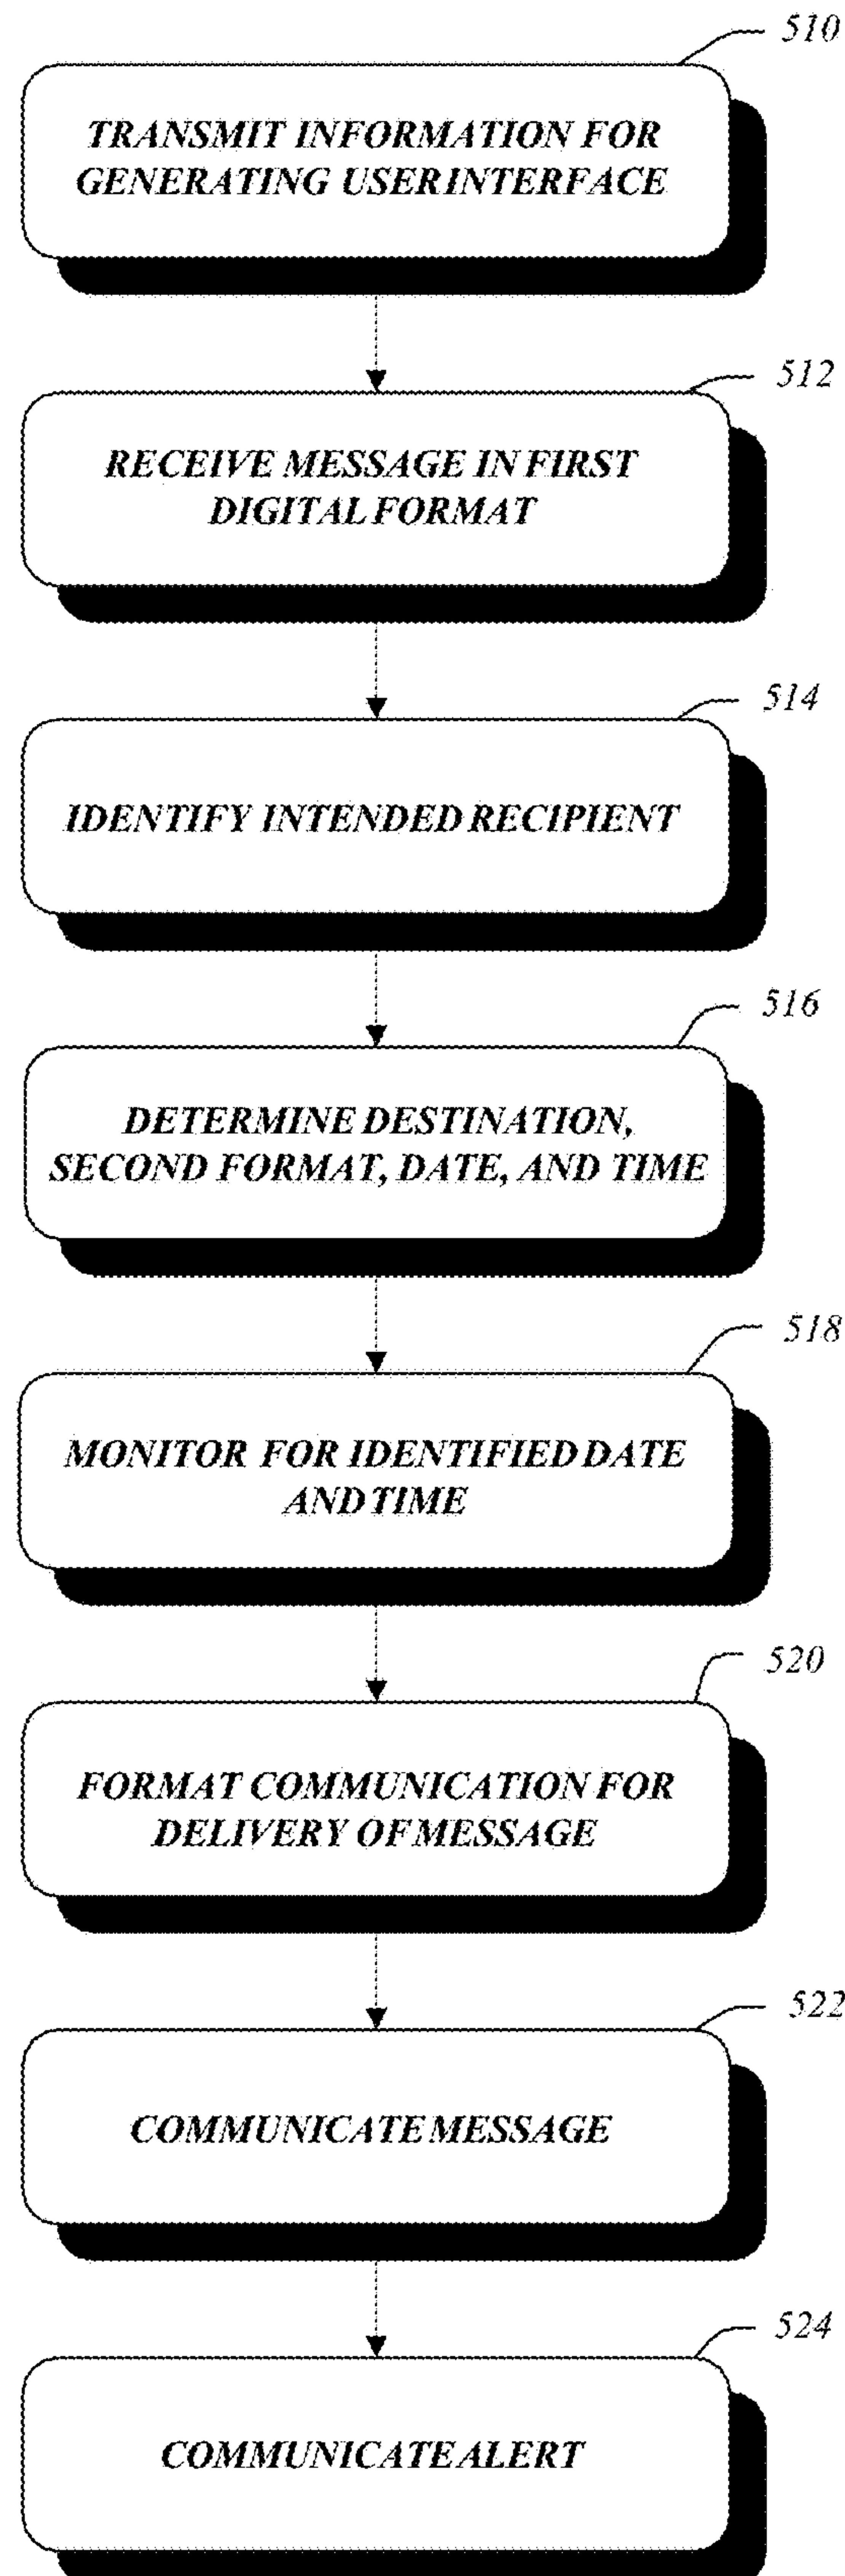 510
TRANSMIT INFORMATION FOR
GENERATING USER INTERFACE
512
RECEIVE MESSAGE IN FIRST
DIGITAL FORMAT
514
IDENTIFY INTENDED RECIPIENT
516
DETERMINE DESTINATION,
SECOND FORMAT, DATE, AND TIME
518
MONITOR FOR IDENTIFIED DATE
AND TIME
520
FORMAT COMMUNICATION FOR
DELIVERY OF MESSAGE
522
COMMUNICATE MESSAGE
524
COMMUNICATE ALERT